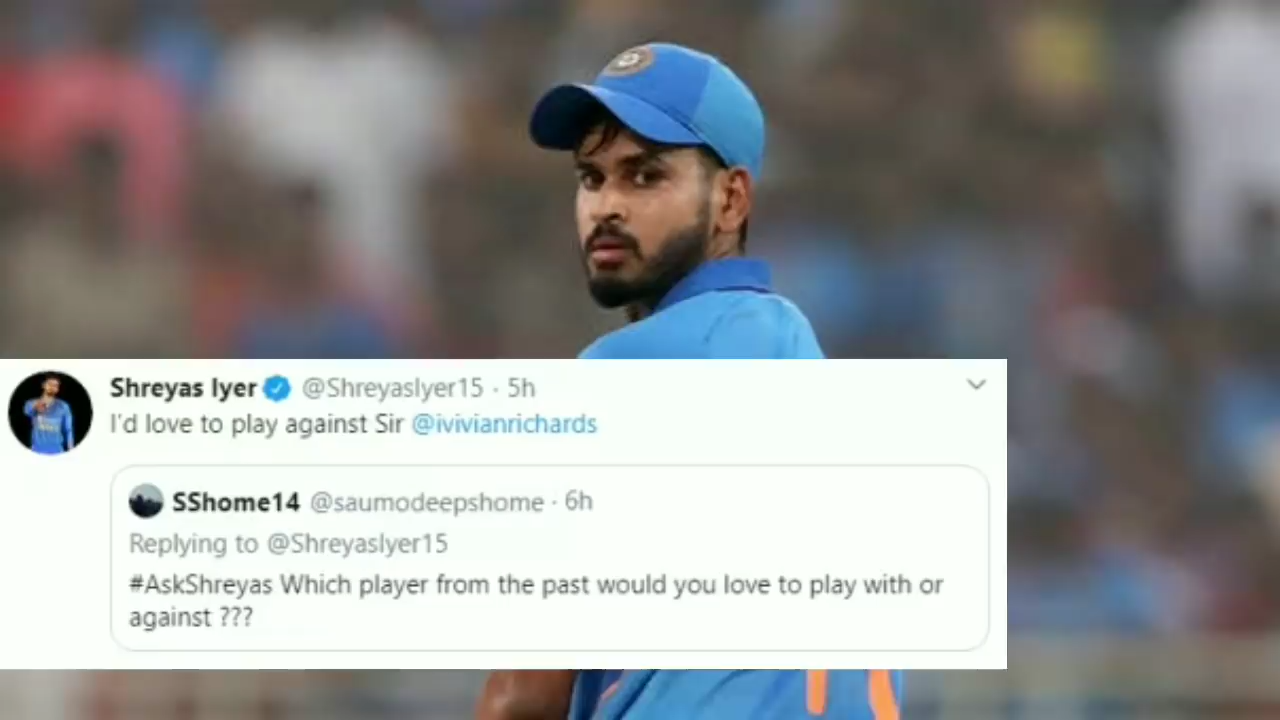 Shreyas Iyer @ShreyasIyer15 · 5h
I'd love to play against Sir @ivivianrichards
SShome14 @saumodeepshome · 6h
Replying to @ShreyasIyer15
#AskShreyas Which player from the past would you love to play with or
against ???